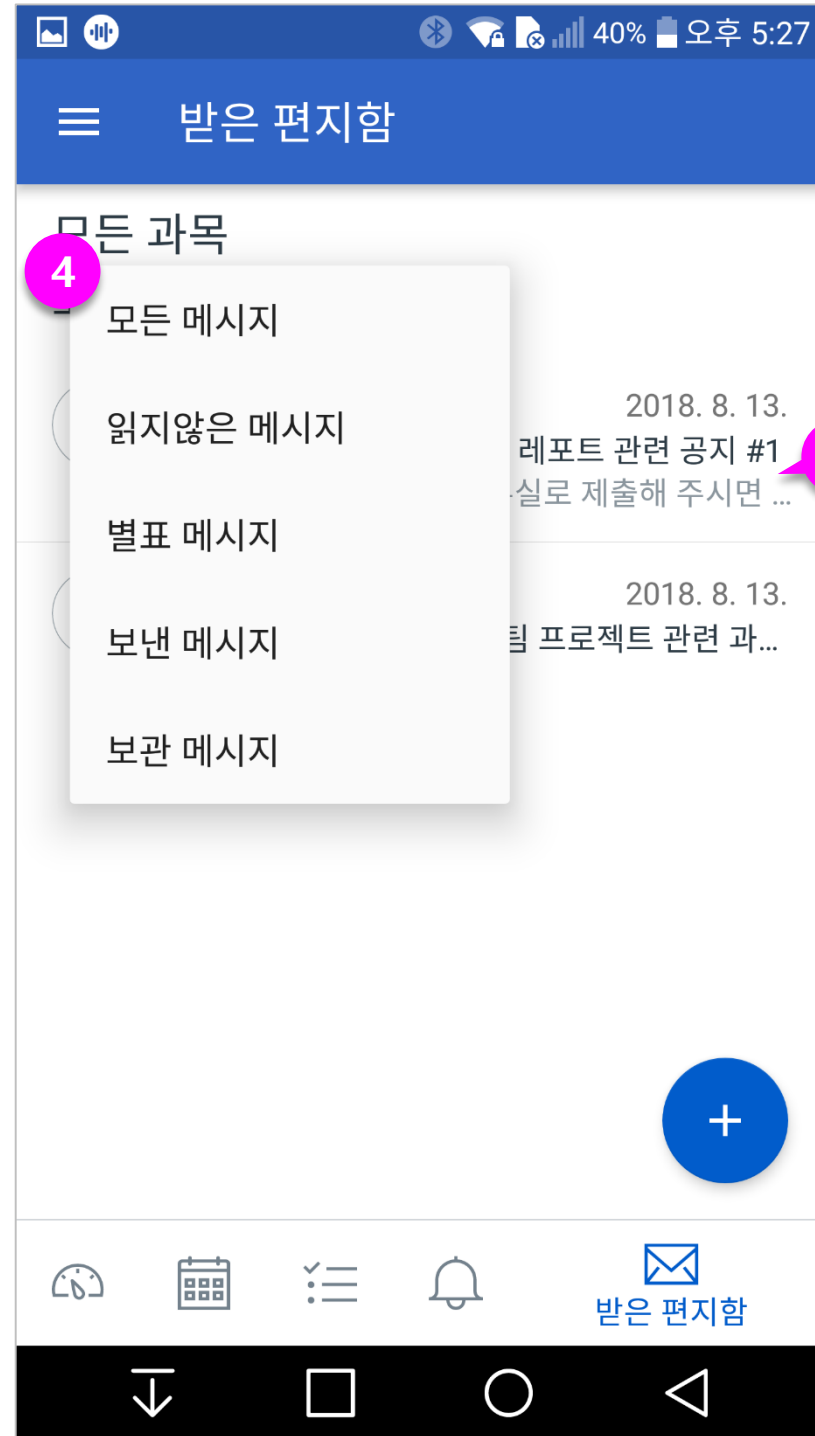 40% 오후 5:27
받은 편지함
모든 과목
4
모든 메시지
읽지않은 메시지
별표 메시지
보낸 메시지
보관 메시지
2018. 8. 13.
레포트 관련 공지 #1
제출해 주시면 ...
2018. 8. 13.
팀 프로젝트 관련 과...
+
받은 편지함